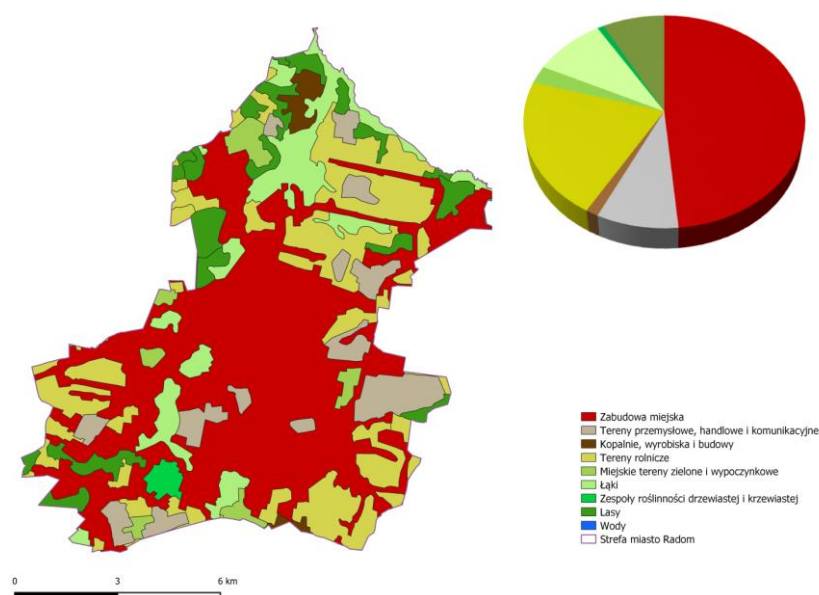 Zabudowa miejska
Tereny przemysłowe, handlowe i komunikacyjne
Kopalnie, wyrobiska i budowy
Tereny rolnicze
Miejskie tereny zielone i wypoczynkowe
Łąki
Zespoły roślinności drzewiastej i krzewiastej
Lasy
Wody
Strefa miasto Radom
0 3 6 km